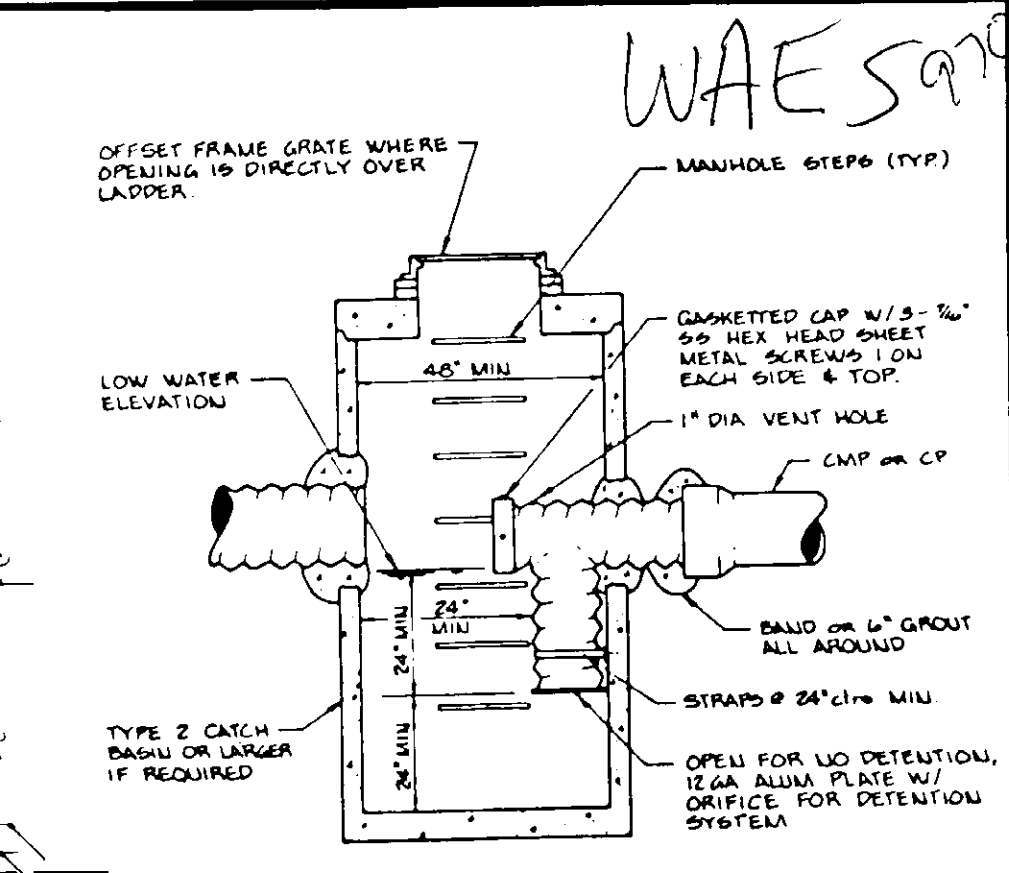 WAE 5970
OFFSET FRAME GRATE WHERE
OPENING IS DIRECTLY OVER
LADDER.
MANHOLE STEPS (TYP.)
GASKETTED CAP W/3-
SS HEX HEAD SHEET
METAL SCREWS 1 ON
EACH SIDE & TOP.
48" MIN
LOW WATER
ELEVATION
1" DIA VENT HOLE
CMP OR CP
24"
MIN
24" MIN
BAND OR 6" GROUT
ALL AROUND
STRAPS @ 24" MIN.
TYPE 2 CATCH
BASIN OR LARGER
IF REQUIRED
24" MIN
OPEN FOR NO DETENTION,
12 GA ALUM PLATE W/
ORIFICE FOR DETENTION
SYSTEM